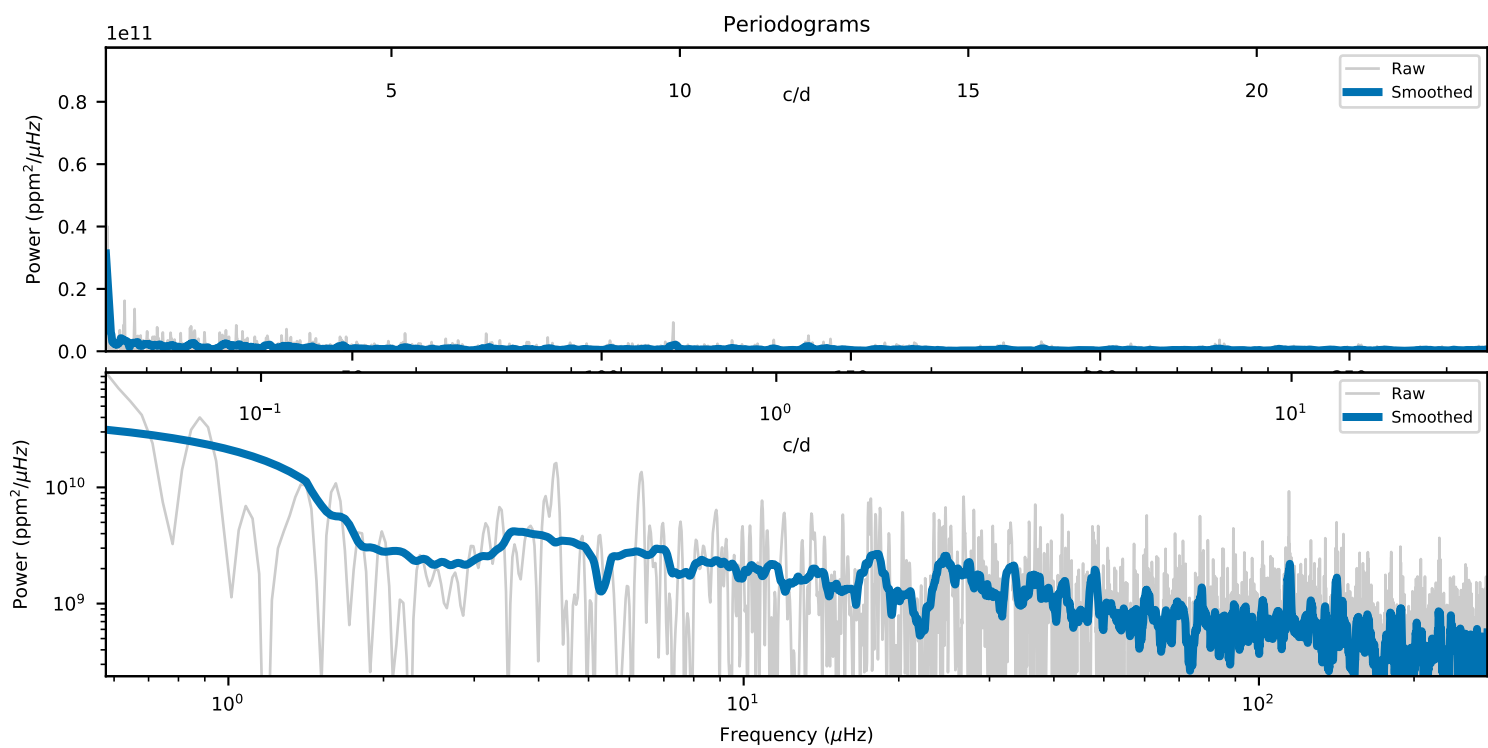 Periodograms
1e11
5 10 15 20
c/d
Raw
Smoothed
0.8
0.6
0.4
0.2
0.0
Power (ppm²/μHz)
10⁻¹ 10⁰ 10¹
c/d
Raw
Smoothed
10¹⁰
10⁹
Power (ppm²/μHz)
10⁰ 10¹ 10²
Frequency (μHz)